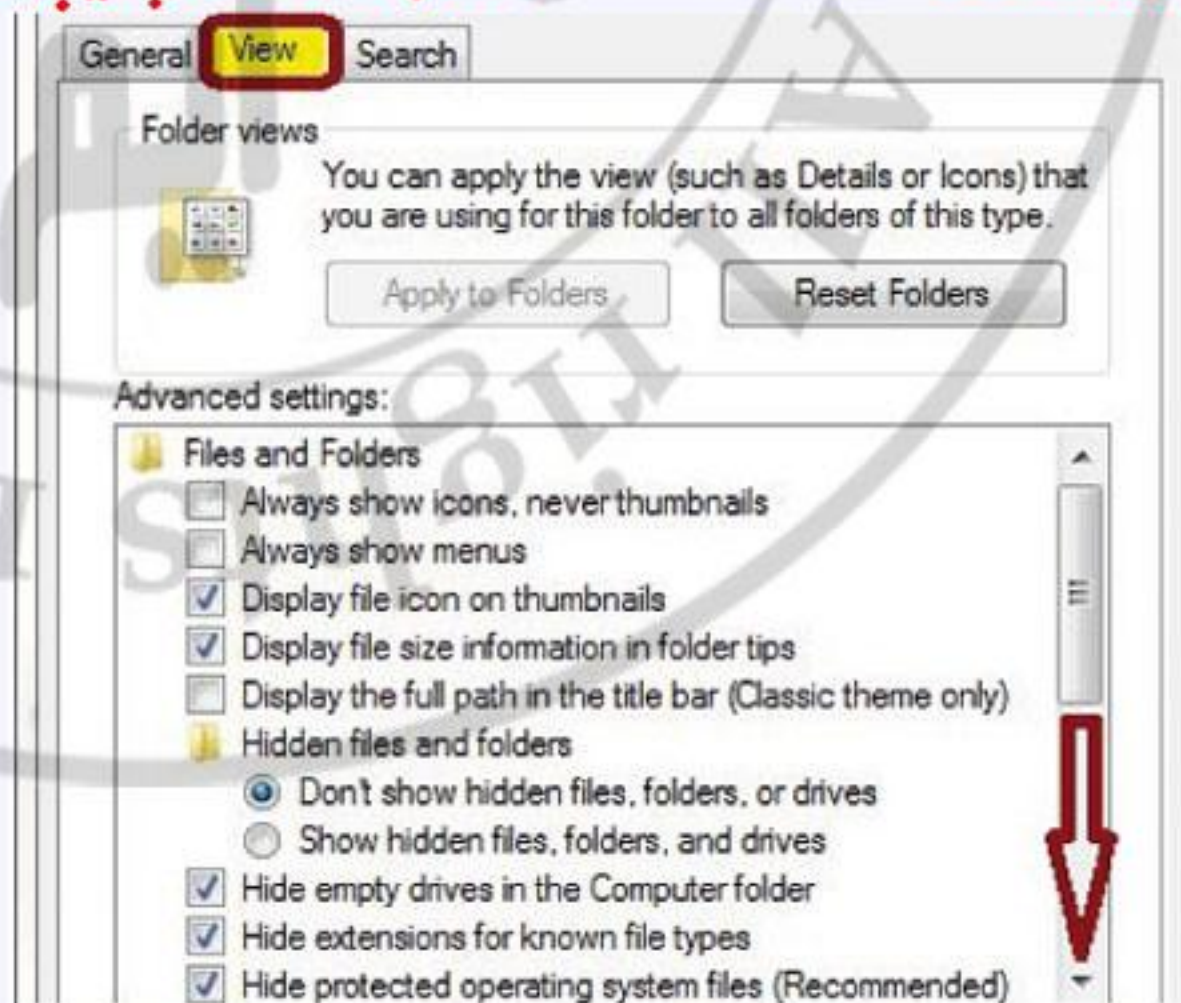 General View Search
Folder views
You can apply the view (such as Details or Icons) that
you are using for this folder to all folders of this type.
Apply to Folders Reset Folders
Advanced settings:
Files and Folders
Always show icons, never thumbnails
Always show menus
Display file icon on thumbnails
Display file size information in folder tips
Display the full path in the title bar (Classic theme only)
Hidden files and folders
Don't show hidden files, folders, or drives
Show hidden files, folders, and drives
Hide empty drives in the Computer folder
Hide extensions for known file types
Hide protected operating system files (Recommended)
All rights